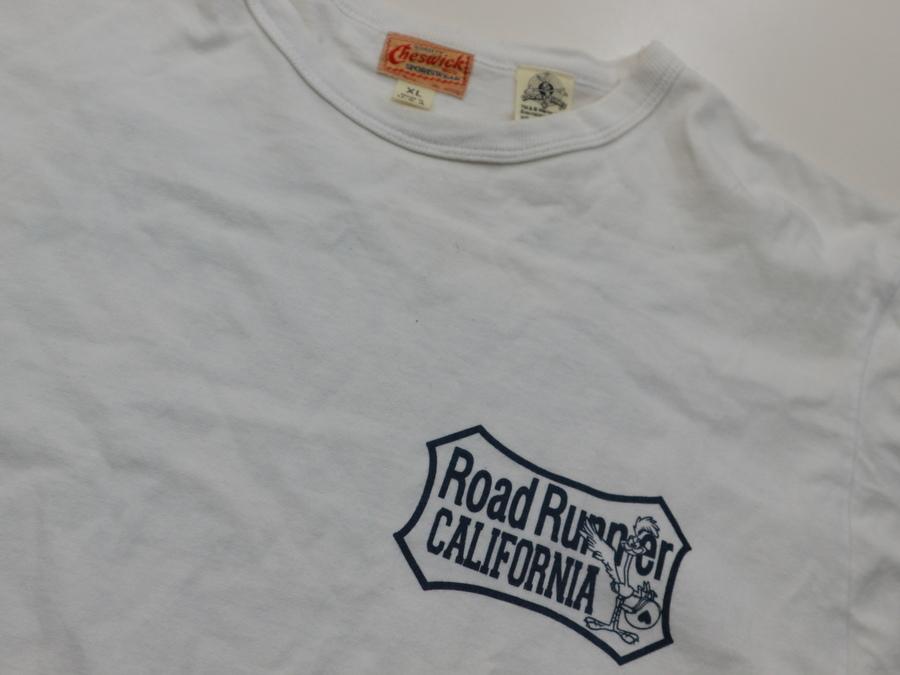 Cheswick
SPORTSWEAR
XL
Road Runner
CALIFORNIA